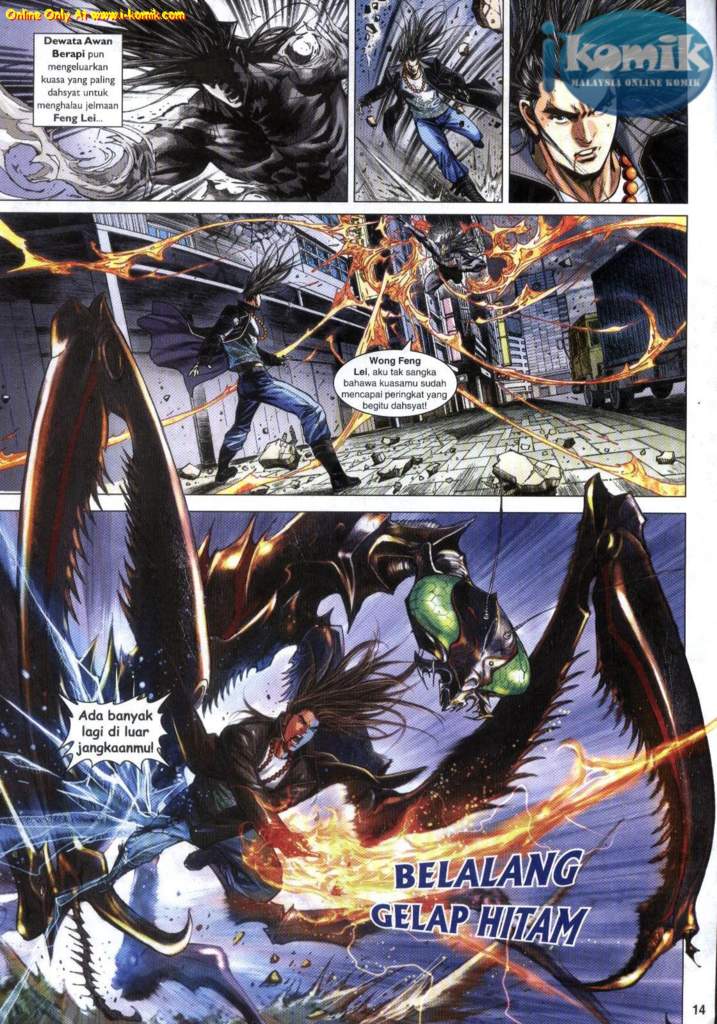 Online Only At www.i-komik.com
ikomik
MALAYSIA ONLINE KOMIK
Dewata Awan
Berapi pun
mengeluarkan
kuasa yang paling
dahsyat untuk
menghalau jelmaan
Feng Lei...
Wong Feng
Lei, aku tak sangka
bahawa kuasamu sudah
mencapai peringkat yang
begitu dahsyat!
Ada banyak
lagi di luar
jangkaanmu!
BELALANG
GELAP HITAM
14